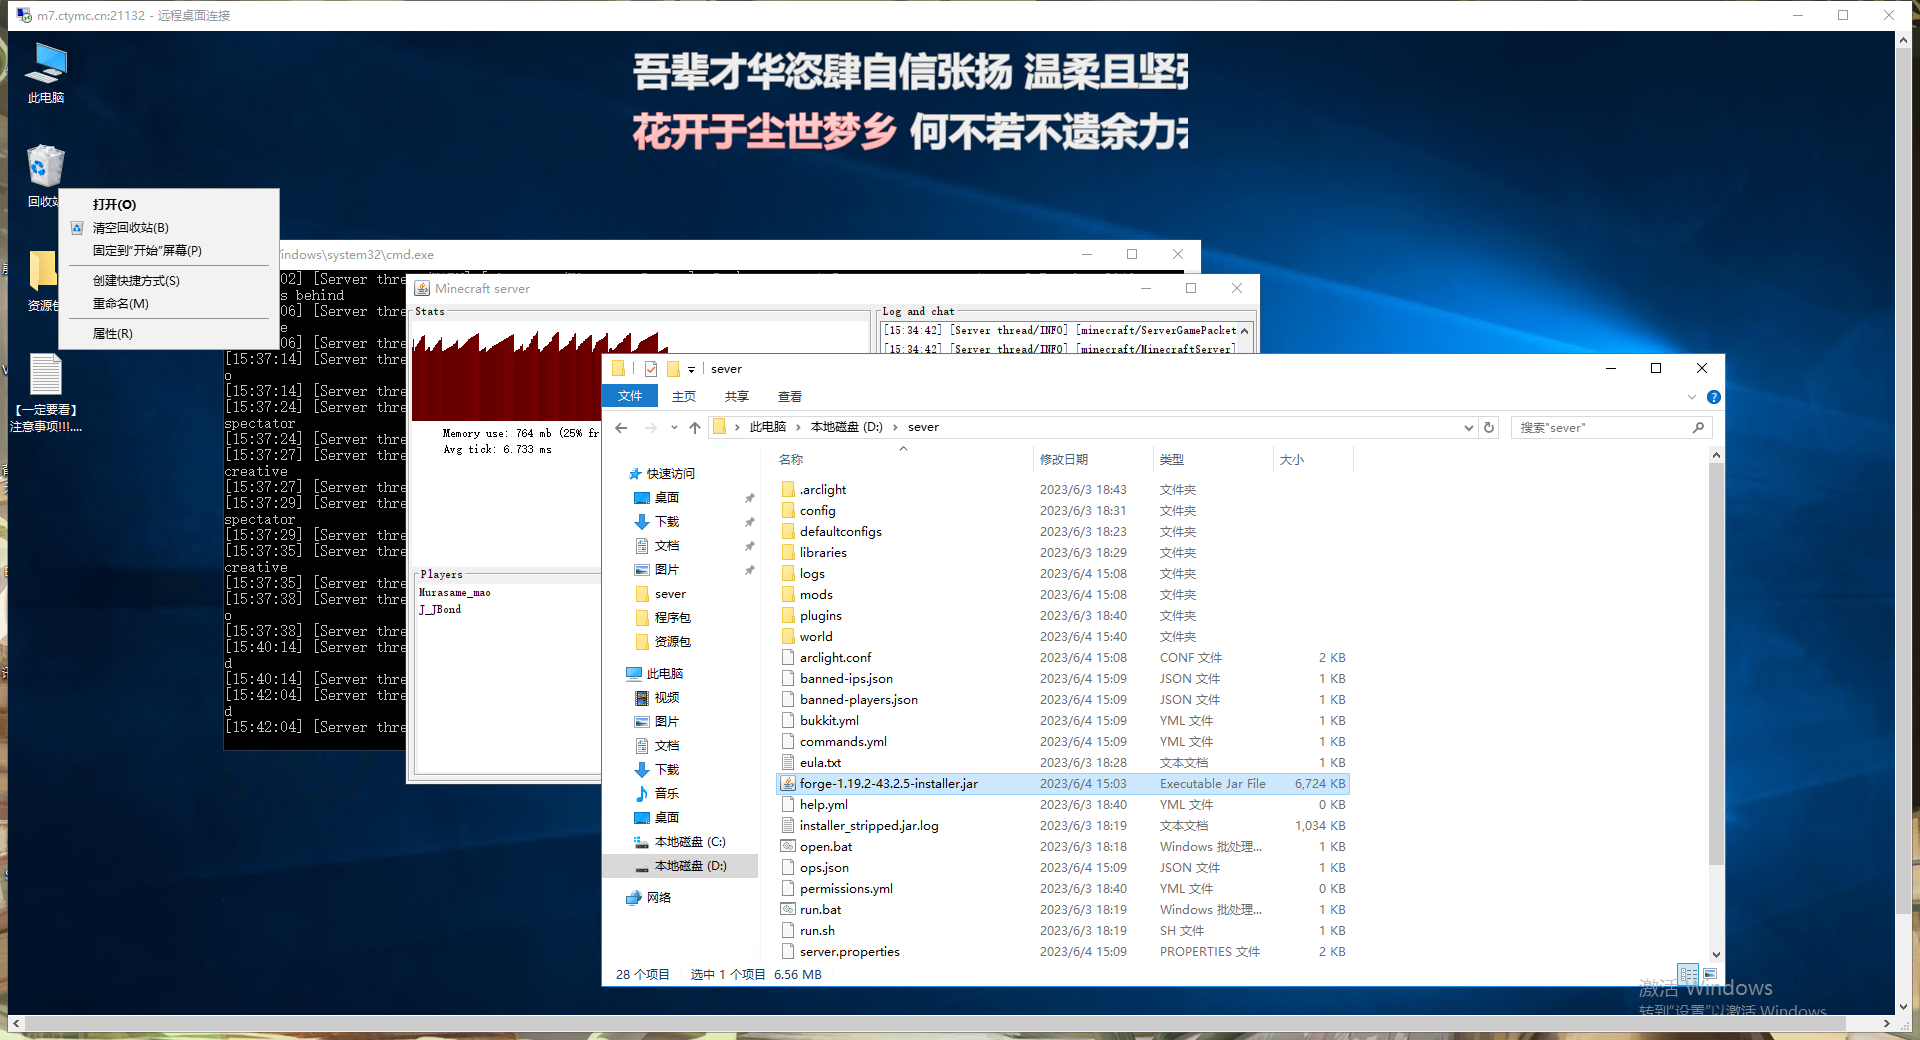 m7.ctymc.cn:21132 - 远程桌面连接
吾辈才华恣肆自信张扬 温柔且坚
花开于尘世梦乡 何不若不遗余力
此电脑
回收站
打开(O)
清空回收站(B)
固定到"开始"屏幕(P)
创建快捷方式(S)
重命名(M)
属性(R)
资源包
【一定要看】
注意事项!!!....
indows\system32\cmd.exe
02] [Server thre
s behind
06] [Server thre
e
06] [Server thre
[15:37:14] [Server thre
o
[15:37:14] [Server thre
[15:37:24] [Server thre
spectator
[15:37:24] [Server thre
[15:37:27] [Server thre
creative
[15:37:27] [Server thre
[15:37:29] [Server thre
spectator
[15:37:29] [Server thre
[15:37:35] [Server thre
creative
[15:37:35] [Server thre
[15:37:38] [Server thre
o
[15:37:38] [Server thre
[15:40:14] [Server thre
d
[15:40:14] [Server thre
[15:42:04] [Server thre
d
[15:42:04] [Server thre
Minecraft server
Stats
Memory use: 764 mb (25% fr
Avg tick: 6.733 ms
Players
Murasame_mao
J_JBond
Log and chat
[15:34:42] [Server thread/INFO] [minecraft/ServerGamePacket
[15:34:42] [Server thread/INFO] [minecraft/MinecraftServer]
sever
文件 主页 共享 查看
此电脑 本地磁盘 (D:) sever
搜索"sever"
快速访问
桌面
下载
文档
图片
sever
程序包
资源包
此电脑
视频
图片
文档
下载
音乐
桌面
本地磁盘 (C:)
本地磁盘 (D:)
网络
名称 修改日期 类型 大小
.arclight 2023/6/3 18:43 文件夹
config 2023/6/3 18:31 文件夹
defaultconfigs 2023/6/3 18:23 文件夹
libraries 2023/6/3 18:29 文件夹
logs 2023/6/4 15:08 文件夹
mods 2023/6/4 15:08 文件夹
plugins 2023/6/3 18:40 文件夹
world 2023/6/4 15:40 文件夹
arclight.conf 2023/6/4 15:08 CONF 文件 2 KB
banned-ips.json 2023/6/4 15:09 JSON 文件 1 KB
banned-players.json 2023/6/4 15:09 JSON 文件 1 KB
bukkit.yml 2023/6/4 15:09 YML 文件 1 KB
commands.yml 2023/6/4 15:09 YML 文件 1 KB
eula.txt 2023/6/3 18:28 文本文档 1 KB
forge-1.19.2-43.2.5-installer.jar 2023/6/4 15:03 Executable Jar File 6,724 KB
help.yml 2023/6/3 18:40 YML 文件 0 KB
installer_stripped.jar.log 2023/6/3 18:19 文本文档 1,034 KB
open.bat 2023/6/3 18:18 Windows 批处理... 1 KB
ops.json 2023/6/4 15:09 JSON 文件 1 KB
permissions.yml 2023/6/3 18:40 YML 文件 0 KB
run.bat 2023/6/3 18:19 Windows 批处理... 1 KB
run.sh 2023/6/3 18:19 SH 文件 1 KB
server.properties 2023/6/4 15:09 PROPERTIES 文件 2 KB
28 个项目 选中 1 个项目 6.56 MB
激活 Windows
转到"设置"以激活 Windows